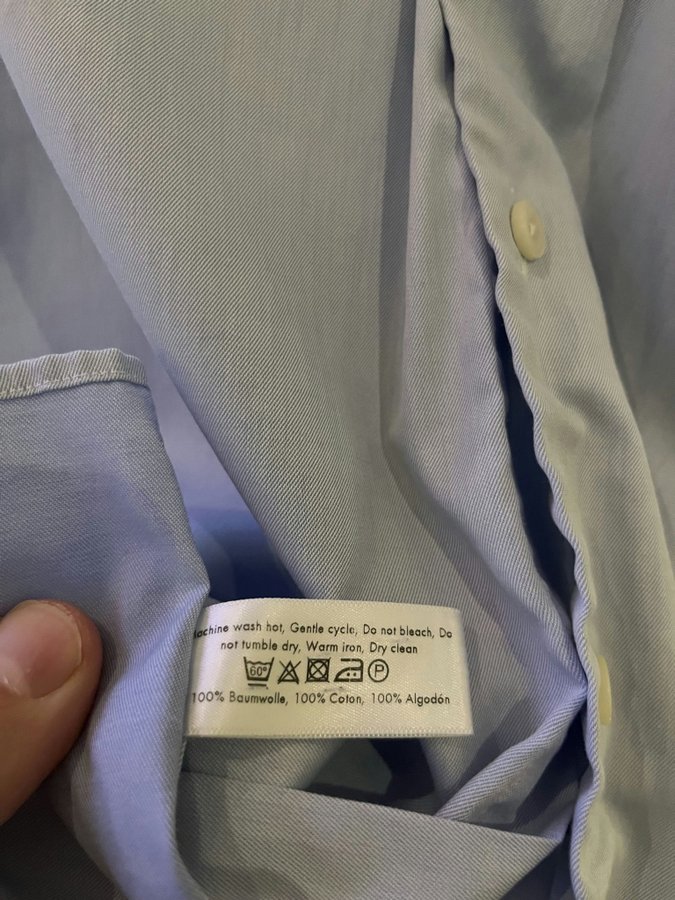 achine wash hot, Gentle cycle, Do not bleach, Do
not tumble dry, Warm iron, Dry clean
60° P
100% Baumwolle, 100% Coton, 100% Algodón